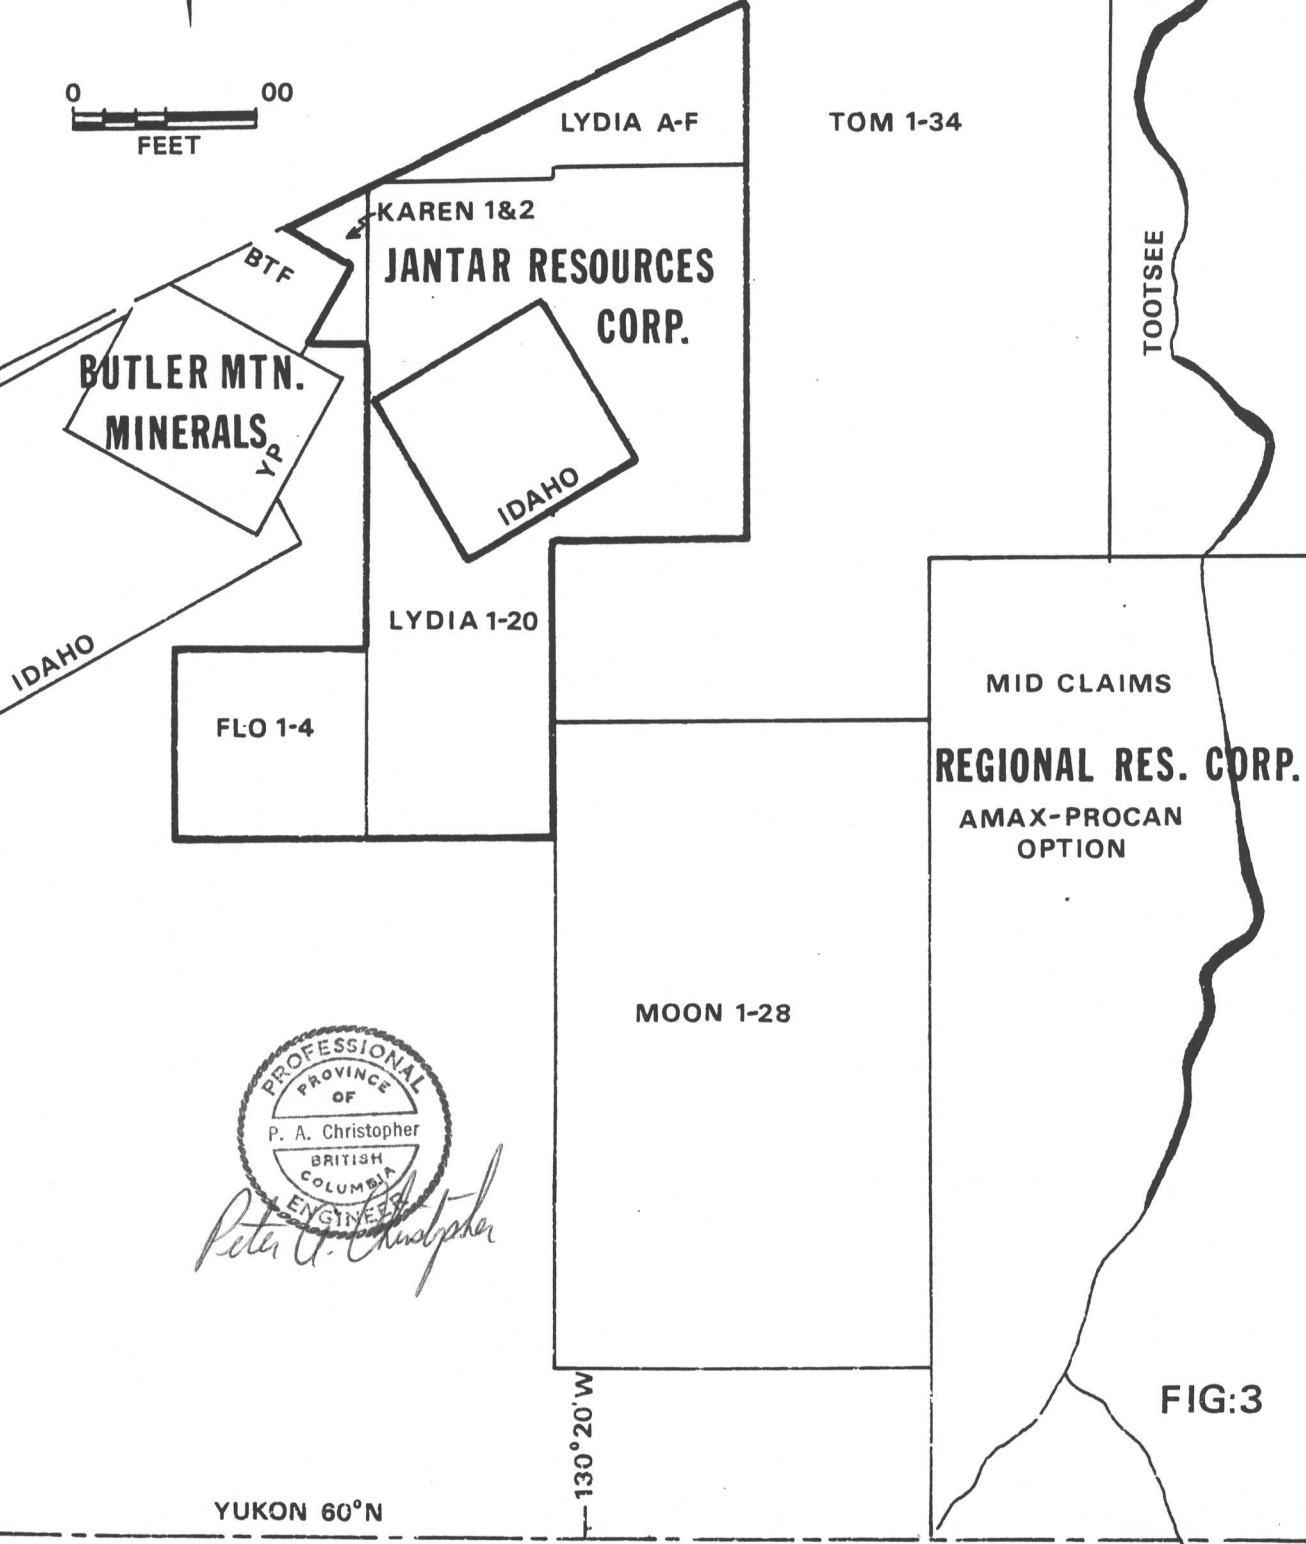 0 00
FEET
LYDIA A-F
TOM 1-34
KAREN 1&2
JANTAR RESOURCES
CORP.
BTF
TOOTSEE
BUTLER MTN.
MINERALS
YP
IDAHO
IDAHO
LYDIA 1-20
FLO 1-4
MID CLAIMS
REGIONAL RES. CORP.
AMAX-PROCAN
OPTION
MOON 1-28
PROFESSIONAL
PROVINCE
OF
P. A. Christopher
BRITISH
COLUMBIA
ENGINEER
Peter A. Christopher
FIG:3
130°20'W
YUKON 60°N